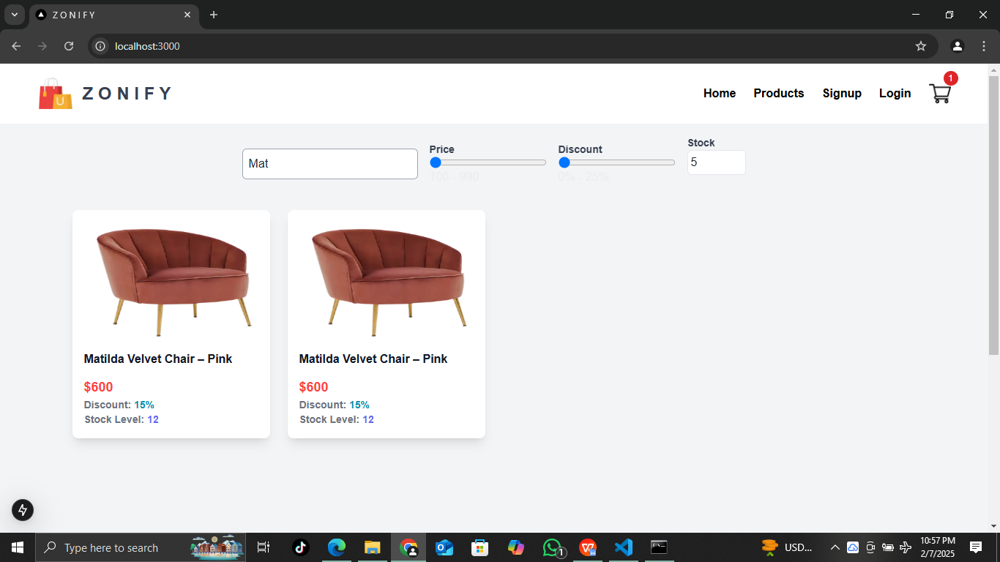 Z O N I F Y
localhost:3000
Z O N I F Y
Home Products Signup Login 1
Mat
Price
100 - 990
Discount
0% - 25%
Stock
5
Matilda Velvet Chair – Pink
$600
Discount: 15%
Stock Level: 12
Matilda Velvet Chair – Pink
$600
Discount: 15%
Stock Level: 12
Type here to search
1
USD...
10:57 PM
2/7/2025